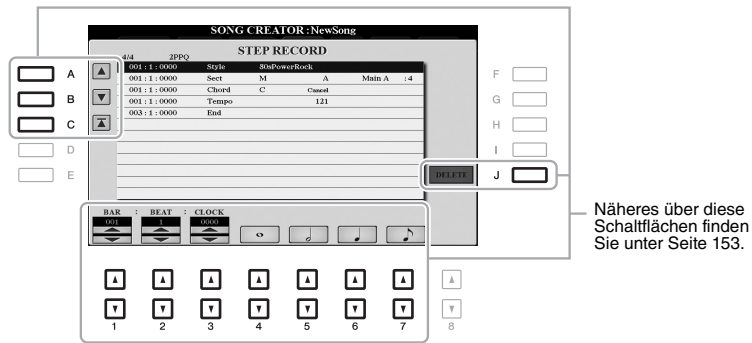 SONG CREATOR : NewSong
STEP RECORD
4/4 2PPQ
001 : 1 : 0000 Style 80sPowerRock
001 : 1 : 0000 Sect M A Main A : 4
001 : 1 : 0000 Chord C Cancel
001 : 1 : 0000 Tempo 121
003 : 1 : 0000 End
A
B
C
D
E
F
G
H
I
J
DELETE
BAR : BEAT : CLOCK
001 1 0000
1 2 3 4 5 6 7 8
Näheres über diese
Schaltflächen finden
Sie unter Seite 153.